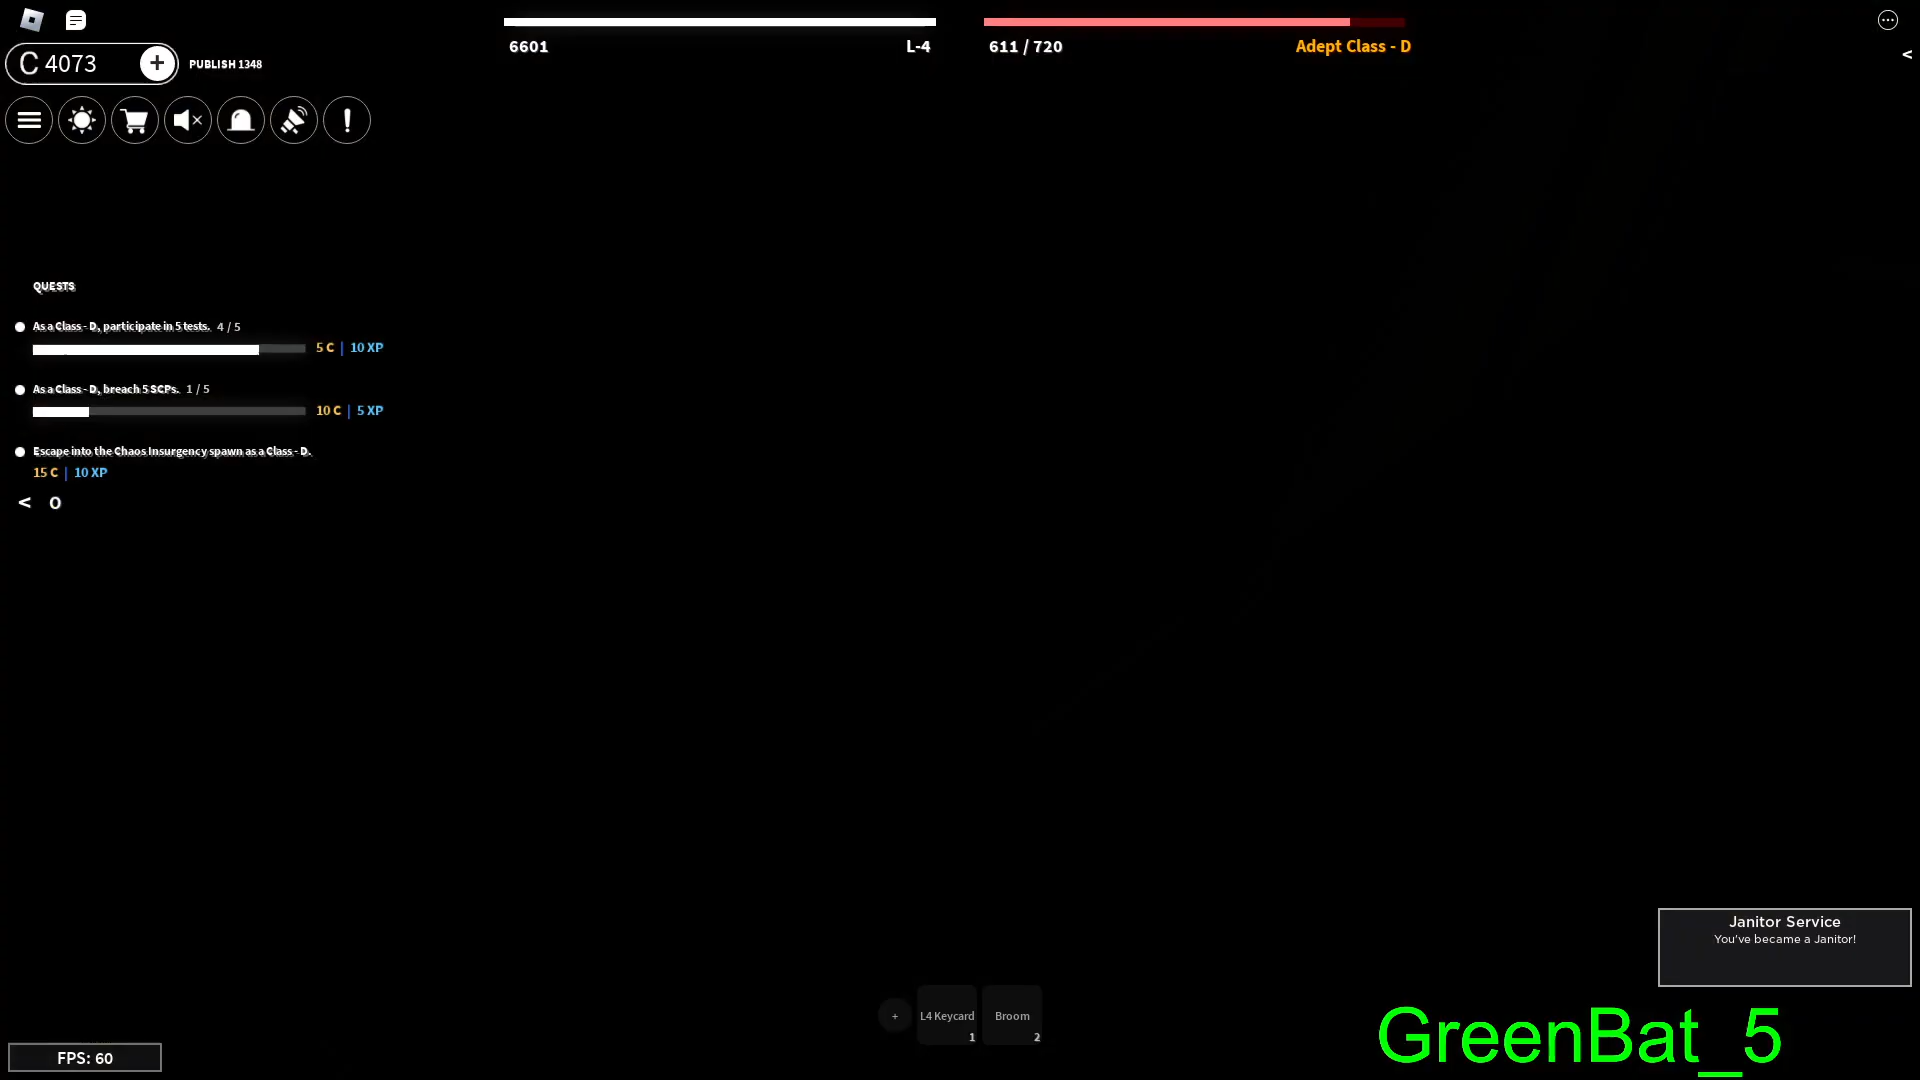 C 4073 + PUBLISH 1348
6601 L-4
611 / 720 Adept Class - D
<
QUESTS
As a Class - D, participate in 5 tests. 4 / 5
5 C | 10 XP
As a Class - D, breach 5 SCPs. 1 / 5
10 C | 5 XP
Escape into the Chaos Insurgency spawn as a Class - D.
15 C | 10 XP
< O
Janitor Service
You've became a Janitor!
+ L4 Keycard 1 Broom 2
GreenBat_5
FPS: 60